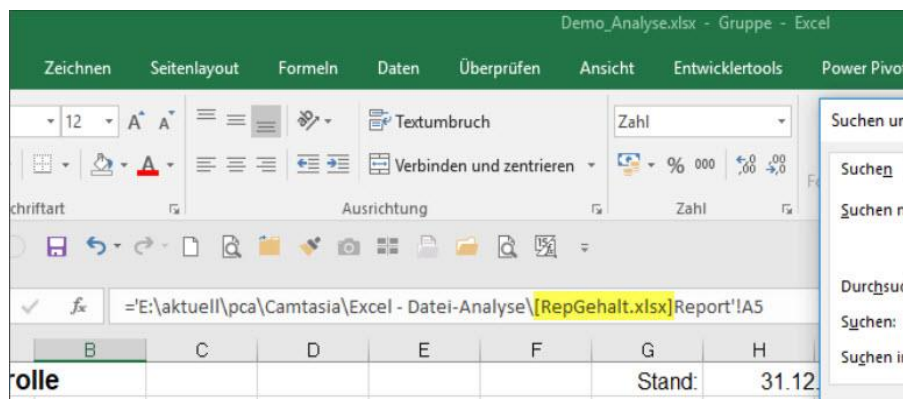 Demo_Analyse.xlsx - Gruppe - Excel
Zeichnen Seitenlayout Formeln Daten Überprüfen Ansicht Entwicklertools Power Pivot
12 A A Textumbruch Zahl Suchen un
A Verbinden und zentrieren % 000 ,00 ,0 Suchen
chriftart Ausrichtung Zahl Suchen n
Durchsuc
fx ='E:\aktuell\pca\Camtasia\Excel - Datei-Analyse\[RepGehalt.xlsx]Report'!A5 Suchen:
B C D E F G H Suchen i
rolle Stand: 31.12.